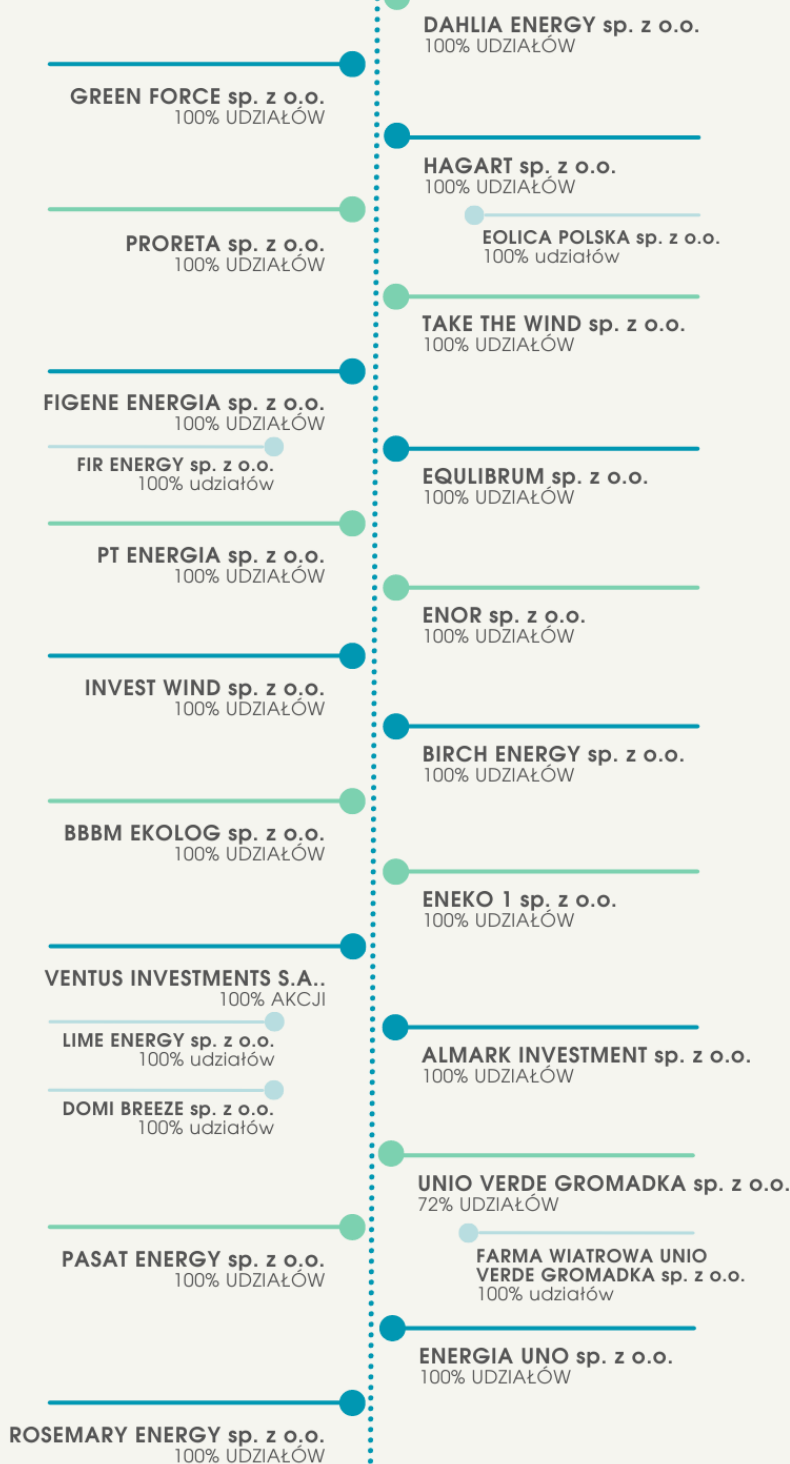 DAHLIA ENERGY sp. z o.o.
100% UDZIAŁÓW
GREEN FORCE sp. z o.o.
100% UDZIAŁÓW
HAGART sp. z o.o.
100% UDZIAŁÓW
EOLICA POLSKA sp. z o.o.
100% udziałów
PRORETA sp. z o.o.
100% UDZIAŁÓW
TAKE THE WIND sp. z o.o.
100% UDZIAŁÓW
FIGENE ENERGIA sp. z o.o.
100% UDZIAŁÓW
FIR ENERGY sp. z o.o.
100% udziałów
EQULIBRUM sp. z o.o.
100% UDZIAŁÓW
PT ENERGIA sp. z o.o.
100% UDZIAŁÓW
ENOR sp. z o.o.
100% UDZIAŁÓW
INVEST WIND sp. z o.o.
100% UDZIAŁÓW
BIRCH ENERGY sp. z o.o.
100% UDZIAŁÓW
BBBM EKOLOG sp. z o.o.
100% UDZIAŁÓW
ENEKO 1 sp. z o.o.
100% UDZIAŁÓW
VENTUS INVESTMENTS S.A..
100% AKCJI
LIME ENERGY sp. z o.o.
100% udziałów
DOMI BREEZE sp. z o.o.
100% udziałów
ALMARK INVESTMENT sp. z o.o.
100% UDZIAŁÓW
UNIO VERDE GROMADKA sp. z o.o.
72% UDZIAŁÓW
FARMA WIATROWA UNIO
VERDE GROMADKA sp. z o.o.
100% udziałów
PASAT ENERGY sp. z o.o.
100% UDZIAŁÓW
ENERGIA UNO sp. z o.o.
100% UDZIAŁÓW
ROSEMARY ENERGY sp. z o.o.
100% UDZIAŁÓW